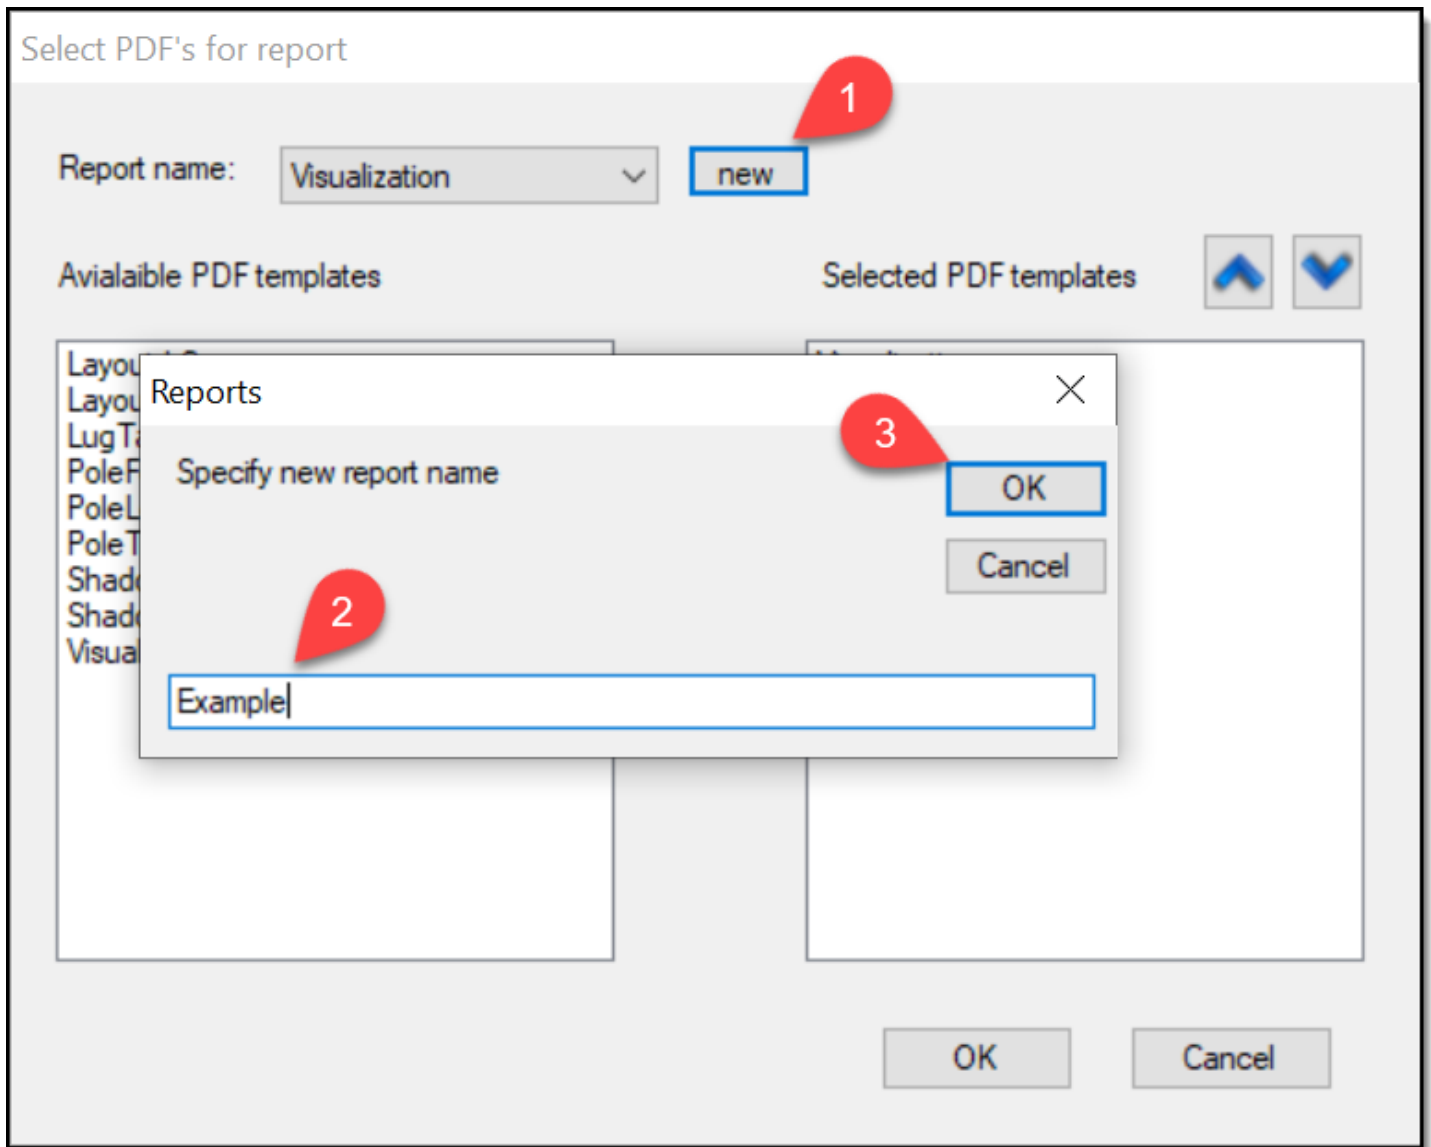 Select PDF's for report
1
Report name: Visualization new
Avialaible PDF templates Selected PDF templates
Reports
3
Specify new report name OK
Cancel
2
Example
OK Cancel